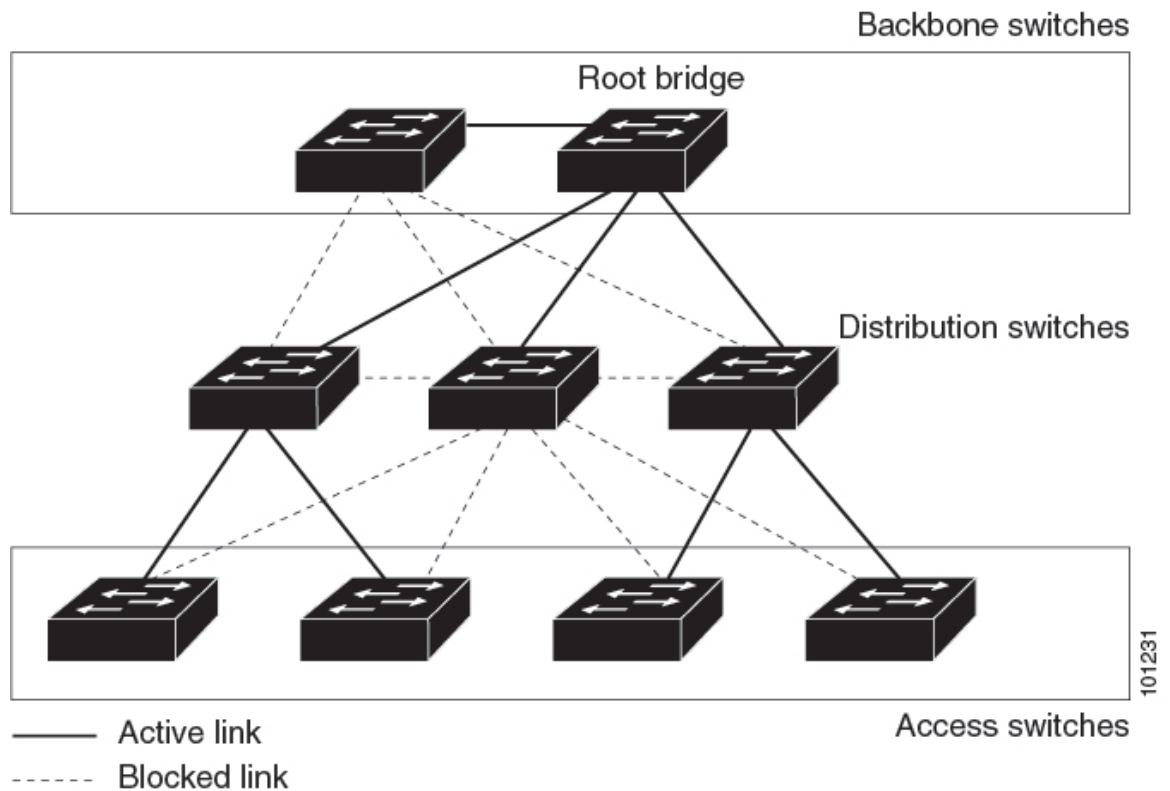 Backbone switches
Root bridge
Distribution switches
Access switches
101231
Active link
Blocked link